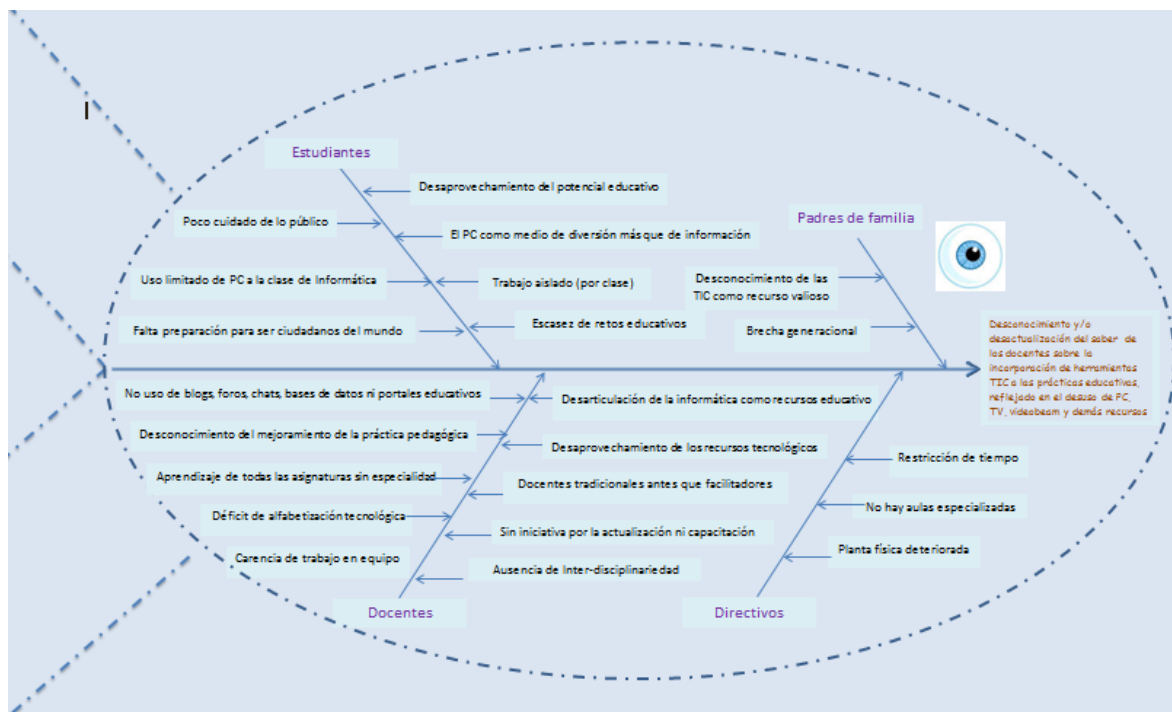 I
Estudiantes
Desaprovechamiento del potencial educativo
Poco cuidado de lo público
El PC como medio de diversión más que de información
Uso limitado de PC a la clase de Informática
Trabajo aislado (por clase)
Falta preparación para ser ciudadanos del mundo
Escasez de retos educativos
Padres de familia
Desconocimiento de las
TIC como recurso valioso
Brecha generacional
Desconocimiento y/o
desactualización del saber de
los docentes sobre la
incorporación de herramientas
TIC a las prácticas educativas,
reflejado en el desuso de PC,
TV, videobeam y demás recursos
No uso de blogs, foros, chats, bases de datos ni portales educativos
Desarticulación de la informática como recursos educativo
Desconocimiento del mejoramiento de la práctica pedagógica
Desaprovechamiento de los recursos tecnológicos
Aprendizaje de todas las asignaturas sin especialidad
Docentes tradicionales antes que facilitadores
Déficit de alfabetización tecnológica
Sin iniciativa por la actualización ni capacitación
Carencia de trabajo en equipo
Ausencia de Inter-disciplinariedad
Docentes
Restricción de tiempo
No hay aulas especializadas
Planta física deteriorada
Directivos